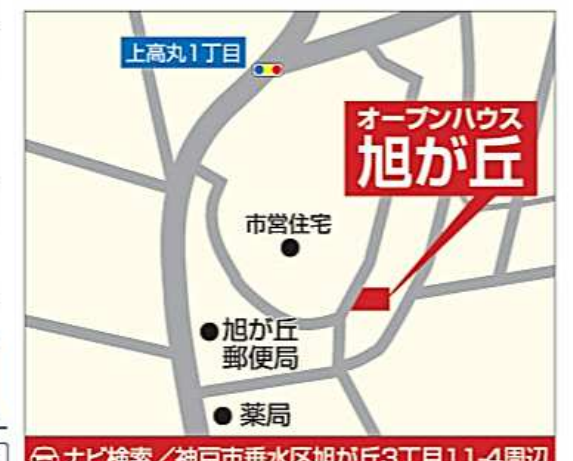 上高丸1丁目
オープンハウス
旭が丘
市営住宅
旭が丘
郵便局
薬局
ナビ検索/神戸市垂水区旭が丘3丁目11-4周辺